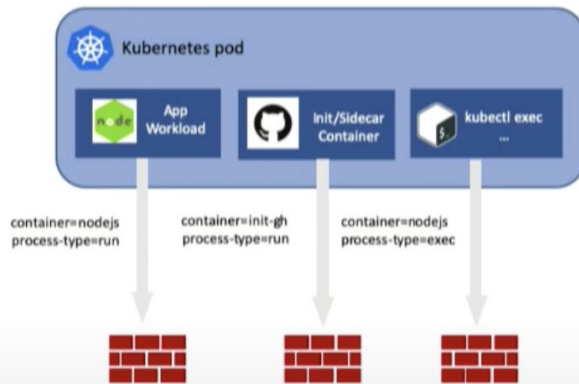 Kubernetes pod
node
App
Workload
Init/Sidecar
Container
$_
kubectl exec
...
container=nodejs
process-type=run
container=init-gh
process-type=run
container=nodejs
process-type=exec